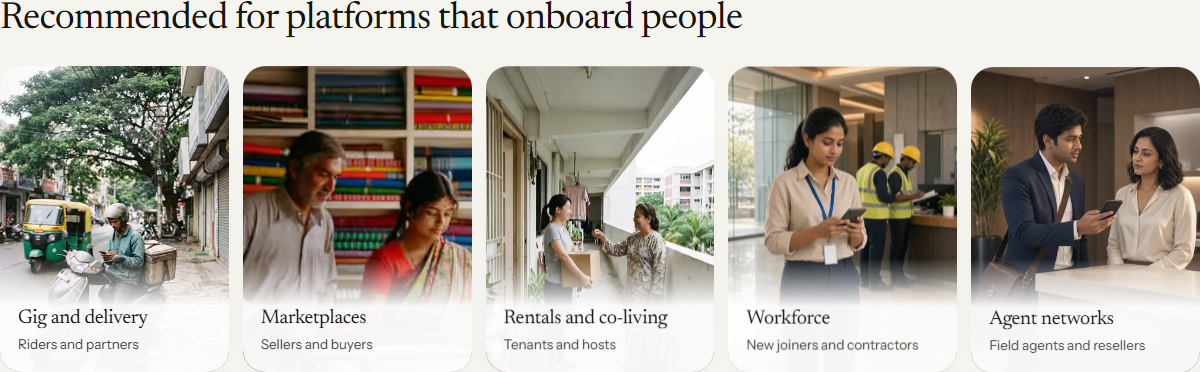 Recommended for platforms that onboard people
Gig and delivery
Riders and partners
Marketplaces
Sellers and buyers
Rentals and co-living
Tenants and hosts
Workforce
New joiners and contractors
Agent networks
Field agents and resellers